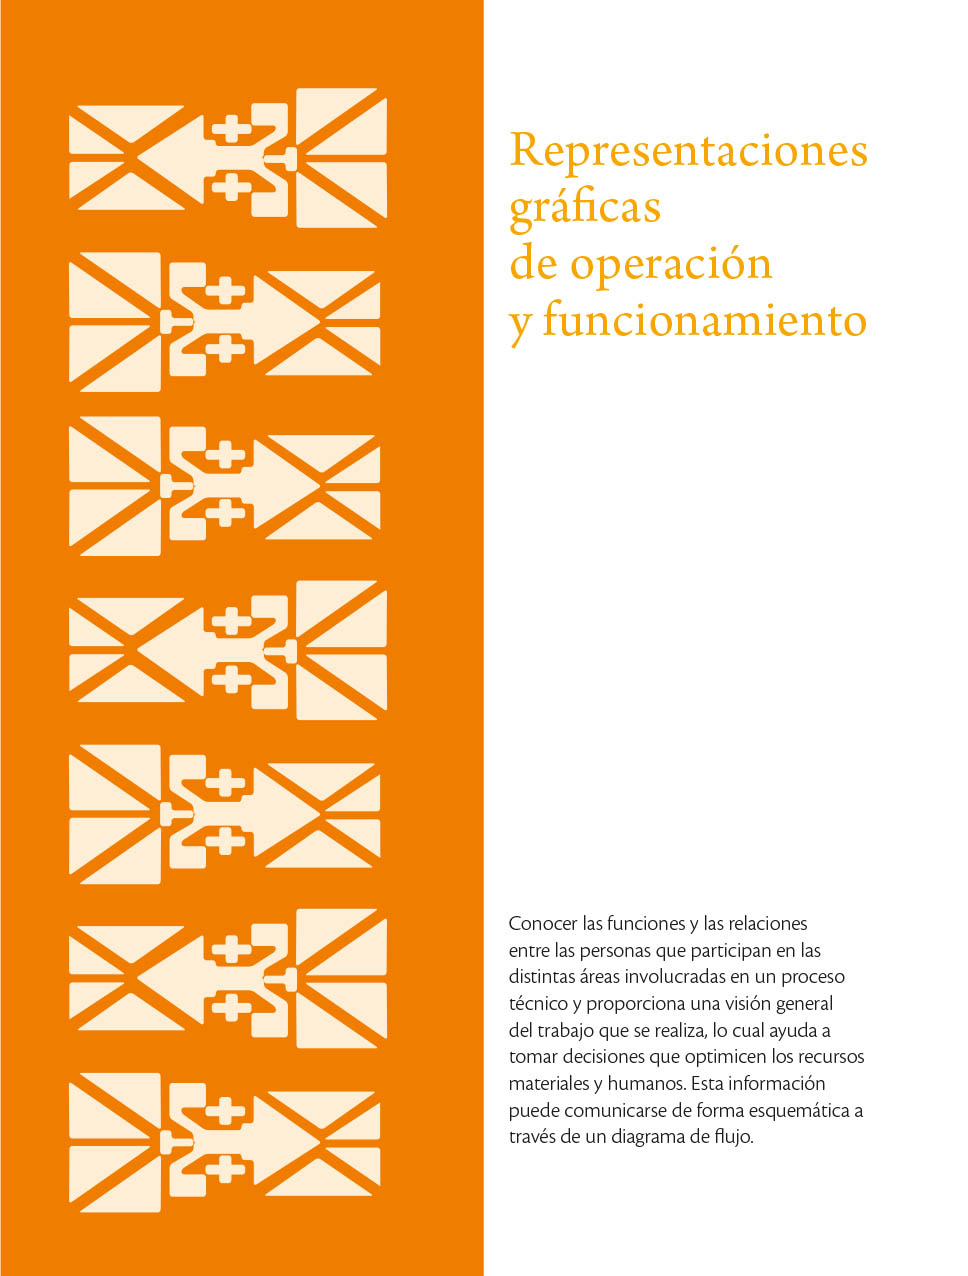 Representaciones
gráficas
de operación
y funcionamiento
Conocer las funciones y las relaciones
entre las personas que participan en las
distintas áreas involucradas en un proceso
técnico y proporciona una visión general
del trabajo que se realiza, lo cual ayuda a
tomar decisiones que optimicen los recursos
materiales y humanos. Esta información
puede comunicarse de forma esquemática a
través de un diagrama de flujo.